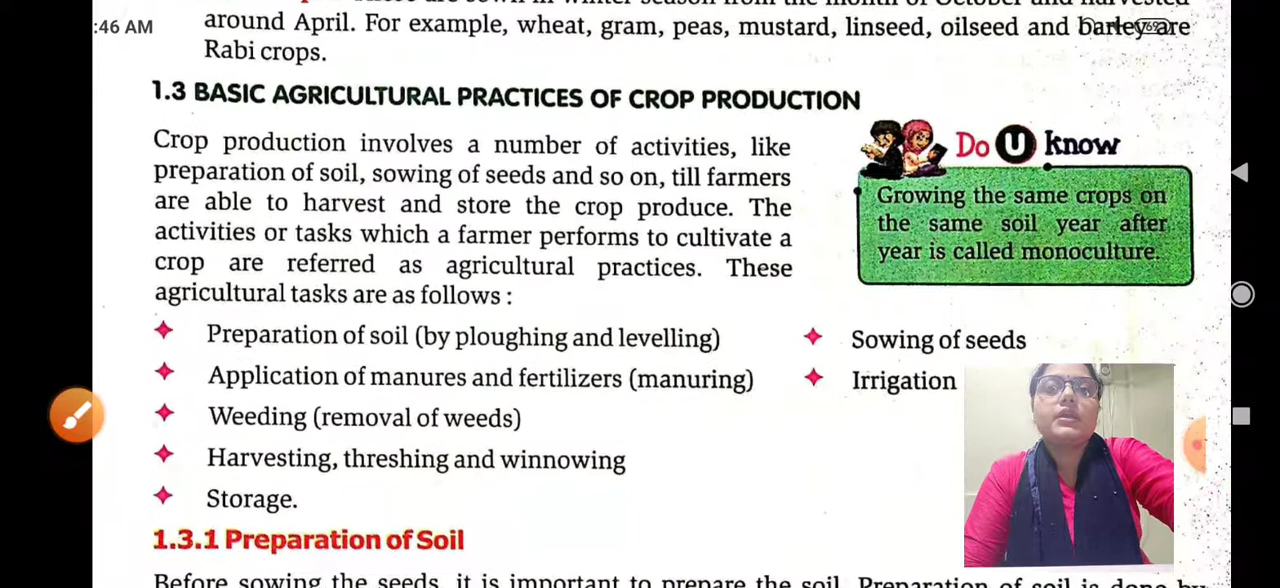 :46 AM
around April. For example, wheat, gram, peas, mustard, linseed, oilseed and barley are
Rabi crops.
1.3 BASIC AGRICULTURAL PRACTICES OF CROP PRODUCTION
Crop production involves a number of activities, like
preparation of soil, sowing of seeds and so on, till farmers
are able to harvest and store the crop produce. The
activities or tasks which a farmer performs to cultivate a
crop are referred as agricultural practices. These
agricultural tasks are as follows :
Do U know
Growing the same crops on
the same soil year after
year is called monoculture.
Preparation of soil (by ploughing and levelling)
Sowing of seeds
Application of manures and fertilizers (manuring)
Irrigation
Weeding (removal of weeds)
Harvesting, threshing and winnowing
Storage.
1.3.1 Preparation of Soil
Before sowing the seeds, it is important to prepare the soil. Preparation of soil is done by